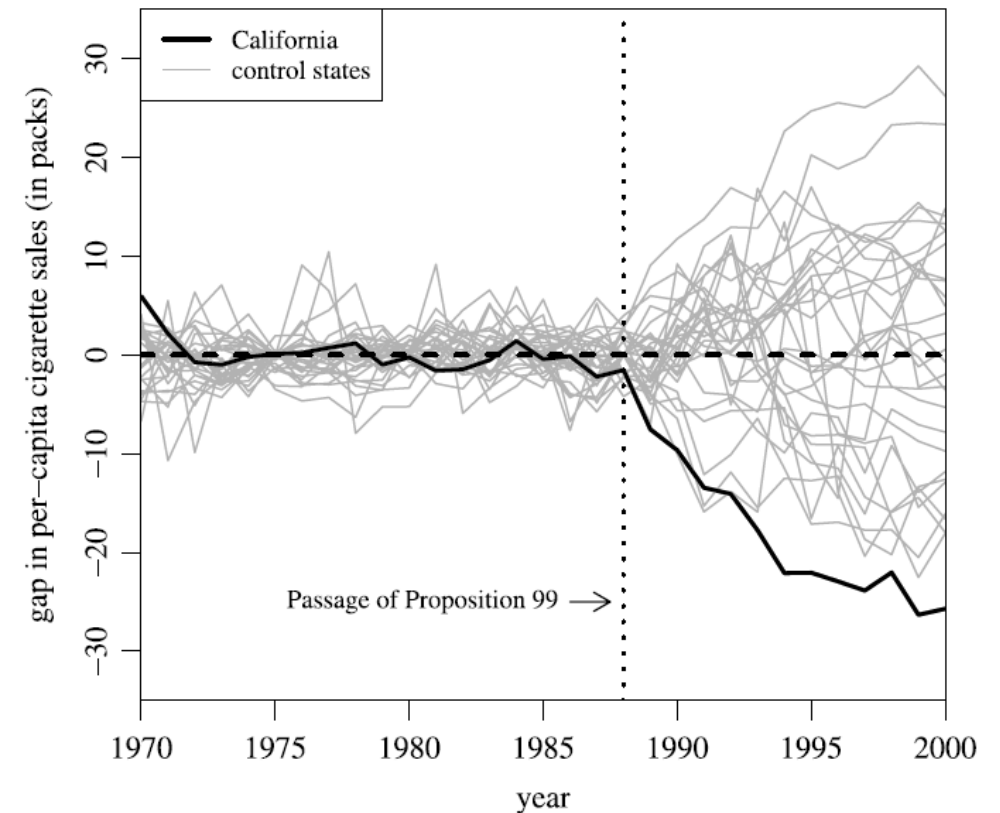 California
control states
gap in per−capita cigarette sales (in packs)
30
20
10
0
−10
−20
−30
Passage of Proposition 99
1970
1975
1980
1985
1990
1995
2000
year